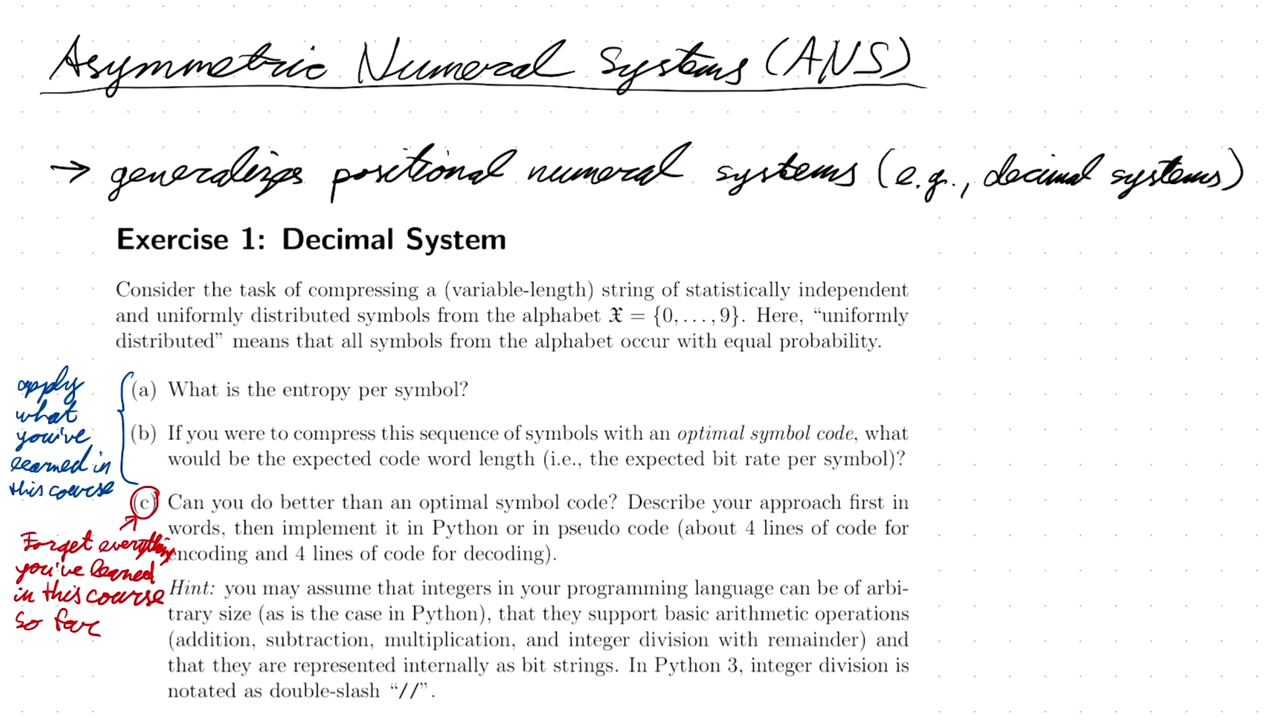 Asymmetric Numeral Systems (ANS)
→ generalizes positional numeral systems (e.g., decimal systems)
Exercise 1: Decimal System
Consider the task of compressing a (variable-length) string of statistically independent
and uniformly distributed symbols from the alphabet 𝔛 = {0, . . . , 9}. Here, “uniformly
distributed” means that all symbols from the alphabet occur with equal probability.
apply
what
you've
learned in
this course
(a) What is the entropy per symbol?
(b) If you were to compress this sequence of symbols with an optimal symbol code, what
would be the expected code word length (i.e., the expected bit rate per symbol)?
(c) Can you do better than an optimal symbol code? Describe your approach first in
words, then implement it in Python or in pseudo code (about 4 lines of code for
encoding and 4 lines of code for decoding).
Forget everything
you've learned
in this course
so far
Hint: you may assume that integers in your programming language can be of arbi-
trary size (as is the case in Python), that they support basic arithmetic operations
(addition, subtraction, multiplication, and integer division with remainder) and
that they are represented internally as bit strings. In Python 3, integer division is
notated as double-slash “//”.